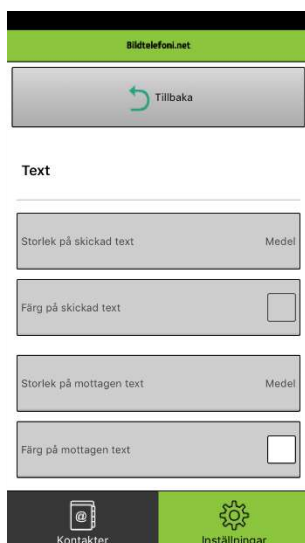 Bildtelefoni.net
Tillbaka
Text
Storlek på skickad text Medel
Färg på skickad text
Storlek på mottagen text Medel
Färg på mottagen text
@
Kontakter Inställningar